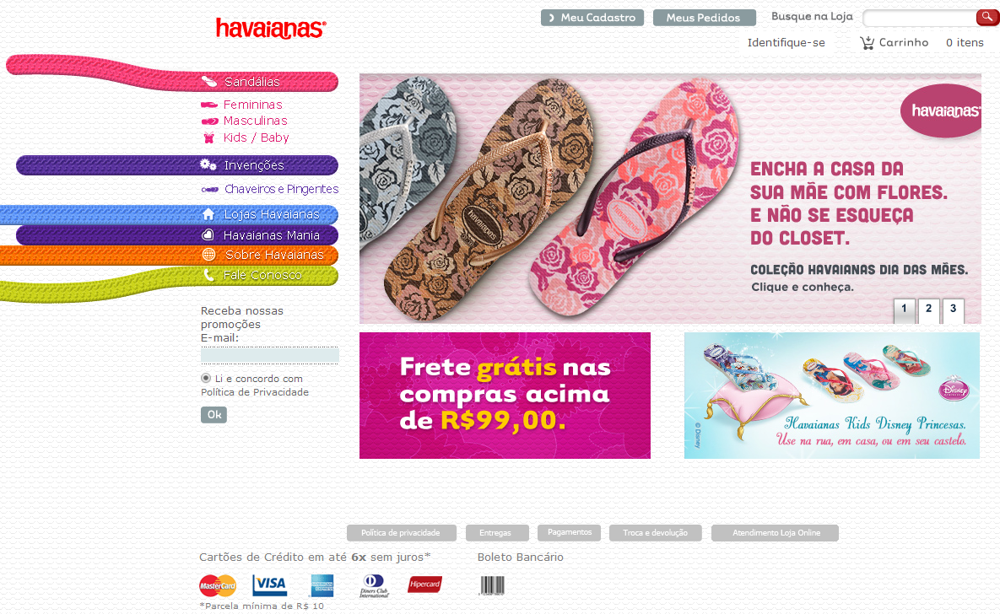 havaianas
Meu Cadastro
Meus Pedidos
Busque na Loja
Identifique-se
Carrinho
0 itens
Sandálias
Femininas
Masculinas
Kids / Baby
Invenções
Chaveiros e Pingentes
Lojas Havaianas
Havaianas Mania
Sobre Havaianas
Fale Conosco
Receba nossas
promoções
E-mail:
Li e concordo com
Política de Privacidade
Ok
havaianas
havaianas
havaianas
ENCHA A CASA DA
SUA MÃE COM FLORES.
E NÃO SE ESQUEÇA
DO CLOSET.
COLEÇÃO HAVAIANAS DIA DAS MÃES.
Clique e conheça.
1 2 3
Frete grátis nas
compras acima
de R$99,00.
© Disney
Disney
Havaianas Kids Disney Princesas.
Use na rua, em casa, ou em seu castelo.
Política de privacidade
Entregas
Pagamentos
Troca e devolução
Atendimento Loja Online
Cartões de Crédito em até 6x sem juros*
Boleto Bancário
MasterCard
VISA
AMERICAN EXPRESS
Diners Club
International
Hipercard
*Parcela mínima de R$ 10